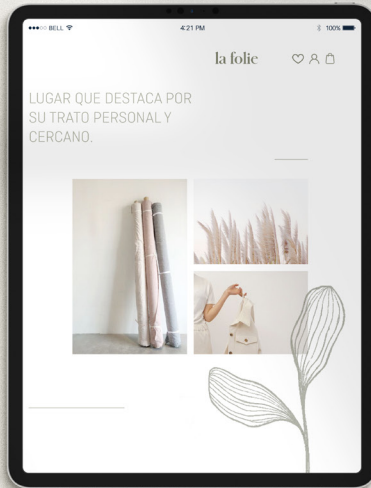 BELL 4:21 PM 100%
la folie
LUGAR QUE DESTACA POR
SU TRATO PERSONAL Y
CERCANO.